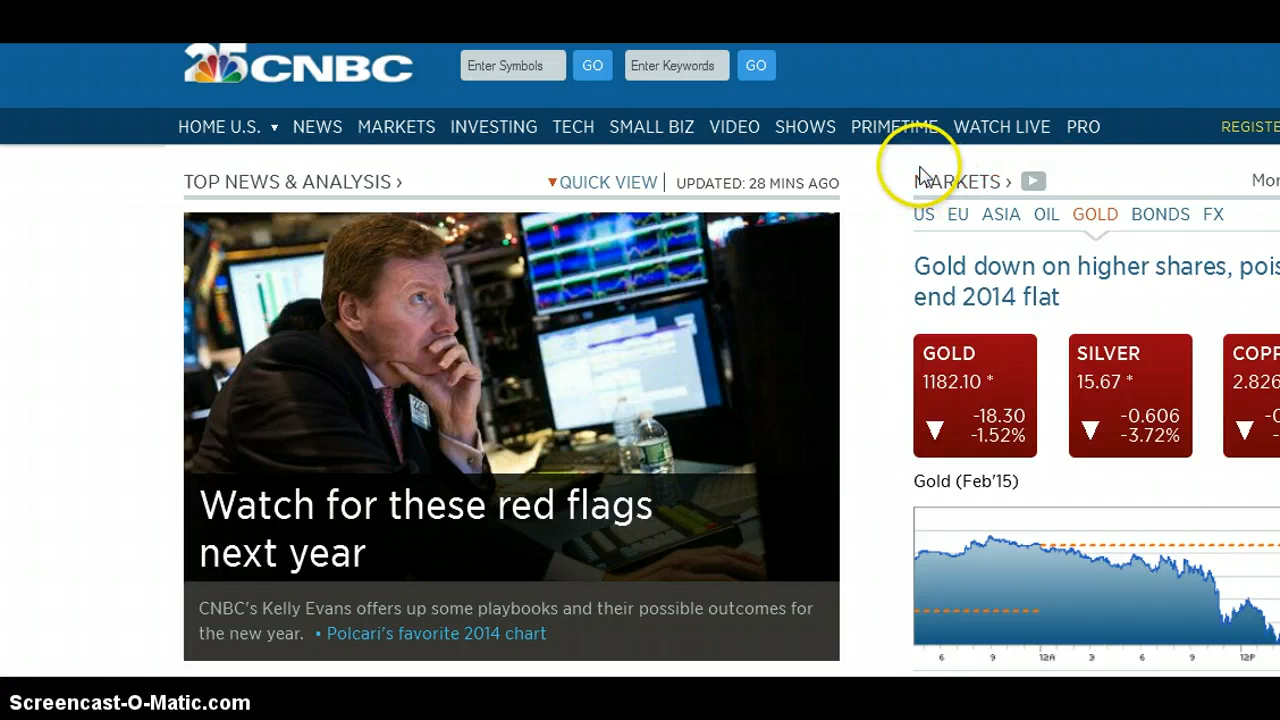 25 CNBC
Enter Symbols GO Enter Keywords GO
HOME U.S. NEWS MARKETS INVESTING TECH SMALL BIZ VIDEO SHOWS PRIMETIME WATCH LIVE PRO
TOP NEWS & ANALYSIS ›
QUICK VIEW | UPDATED: 28 MINS AGO
Watch for these red flags
next year
CNBC's Kelly Evans offers up some playbooks and their possible outcomes for
the new year. • Polcari's favorite 2014 chart
MARKETS ›
US EU ASIA OIL GOLD BONDS FX
Gold down on higher shares,
end 2014 flat
GOLD
1182.10 *
-18.30
-1.52%
SILVER
15.67 *
-0.606
-3.72%
2.826
Gold (Feb'15)
6 9 12A 3 6 9 12P
Screencast-O-Matic.com